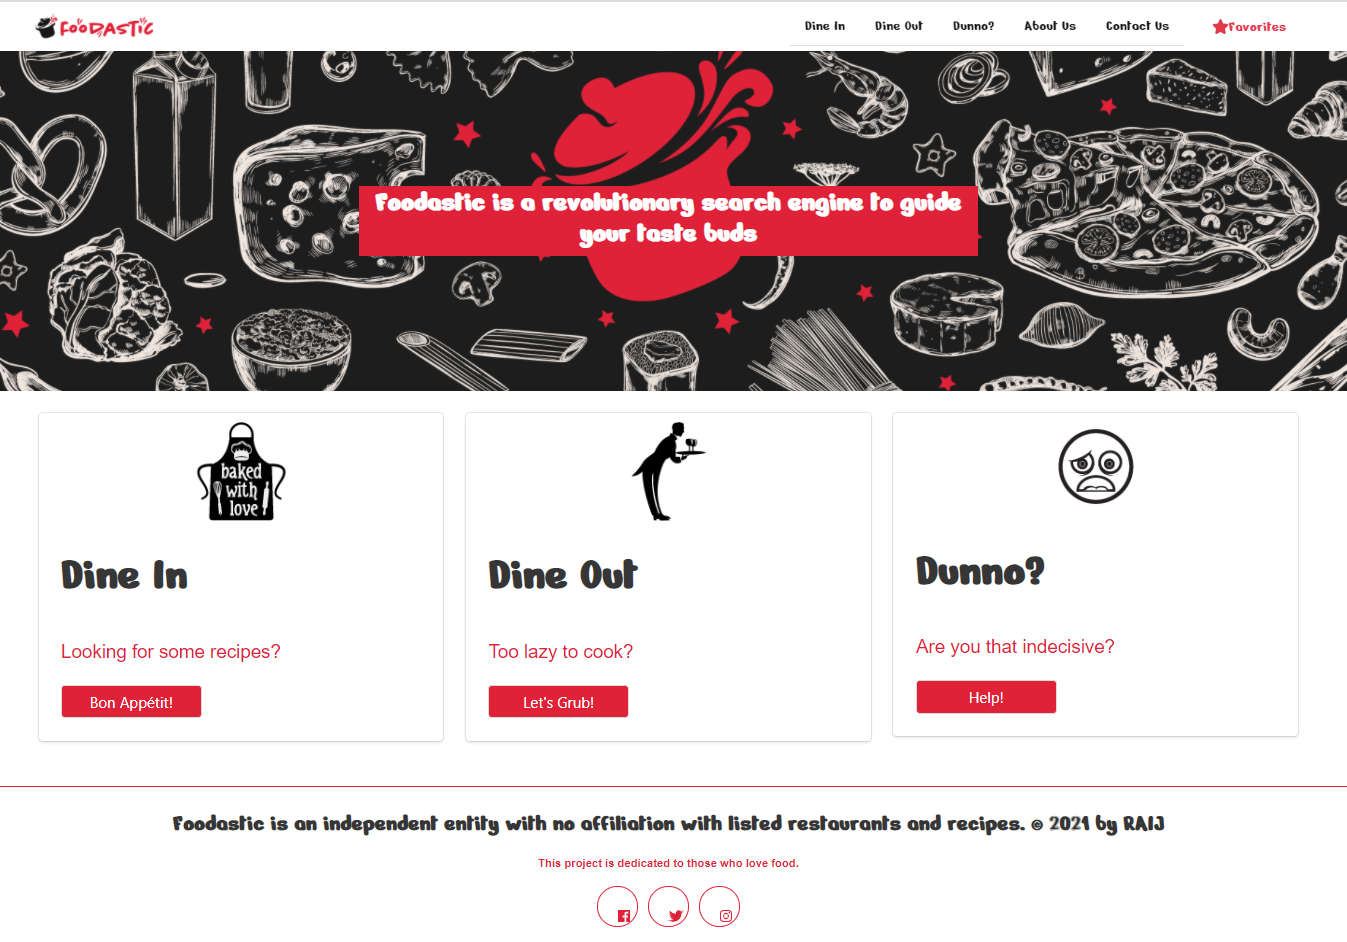 FOODASTIC
Dine In Dine Out Dunno? About Us Contact Us Favorites
Foodastic is a revolutionary search engine to guide
your taste buds
baked
with
love
Dine In
Looking for some recipes?
Bon Appétit!
Dine Out
Too lazy to cook?
Let's Grub!
Dunno?
Are you that indecisive?
Help!
Foodastic is an independent entity with no affiliation with listed restaurants and recipes. © 2021 by RAIJ
This project is dedicated to those who love food.